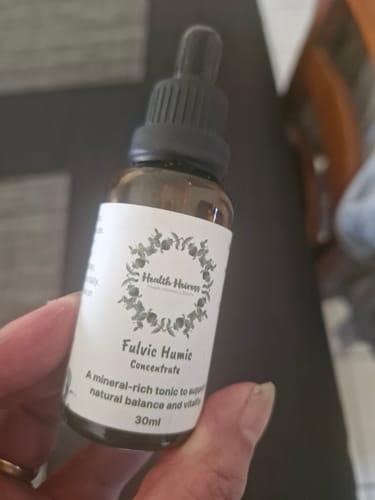 Health Heiress
Fulvic Humic
Concentrate
A mineral-rich tonic to support
natural balance and vitality
30ml